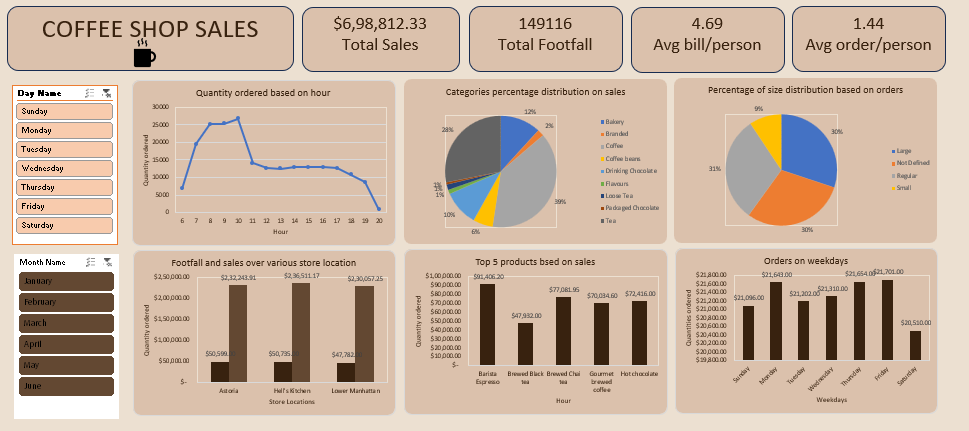 COFFEE SHOP SALES
$6,98,812.33
Total Sales
149116
Total Footfall
4.69
Avg bill/person
1.44
Avg order/person
Day Name
Sunday
Monday
Tuesday
Wednesday
Thursday
Friday
Saturday
Month Name
January
February
March
April
May
June
Quantity ordered based on hour
Quantity ordered
30000
25000
20000
15000
10000
5000
0
6 7 8 9 10 11 12 13 14 15 16 17 18 19 20
Hour
Categories percentage distribution on sales
12%
2%
39%
6%
10%
1%
28%
Bakery
Branded
Coffee
Coffee beans
Drinking Chocolate
Flavours
Loose Tea
Packaged Chocolate
Tea
Percentage of size distribution based on orders
9%
30%
31%
30%
Large
Not Defined
Regular
Small
Footfall and sales over various store location
Quantity ordered
$2,50,000.00
$2,00,000.00
$1,50,000.00
$1,00,000.00
$50,000.00
$-
$2,32,243.91
$2,36,511.17
$2,30,057.25
Astoria
Hell's Kitchen
Lower Manhattan
Store Locations
Top 5 products bsed on sales
Quantity ordered
$1,00,000.00
$90,000.00
$80,000.00
$70,000.00
$60,000.00
$50,000.00
$40,000.00
$30,000.00
$20,000.00
$10,000.00
$-
$91,406.20
$47,932.00
$77,081.95
$70,034.60
$72,416.00
Barista
Espresso
Brewed Black
tea
Brewed Chai
tea
Gourmet
brewed
coffee
Hot chocolate
Hour
Orders on weekdays
Quantities ordered
$21,800.00
$21,600.00
$21,400.00
$21,200.00
$21,000.00
$20,800.00
$20,600.00
$20,400.00
$20,200.00
$20,000.00
$19,800.00
$21,096.00
$21,643.00
$21,202.00
$21,310.00
$21,654.00
$21,701.00
$20,510.00
Sunday
Monday
Tuesday
Wednesday
Thursday
Friday
Saturday
Weekdays